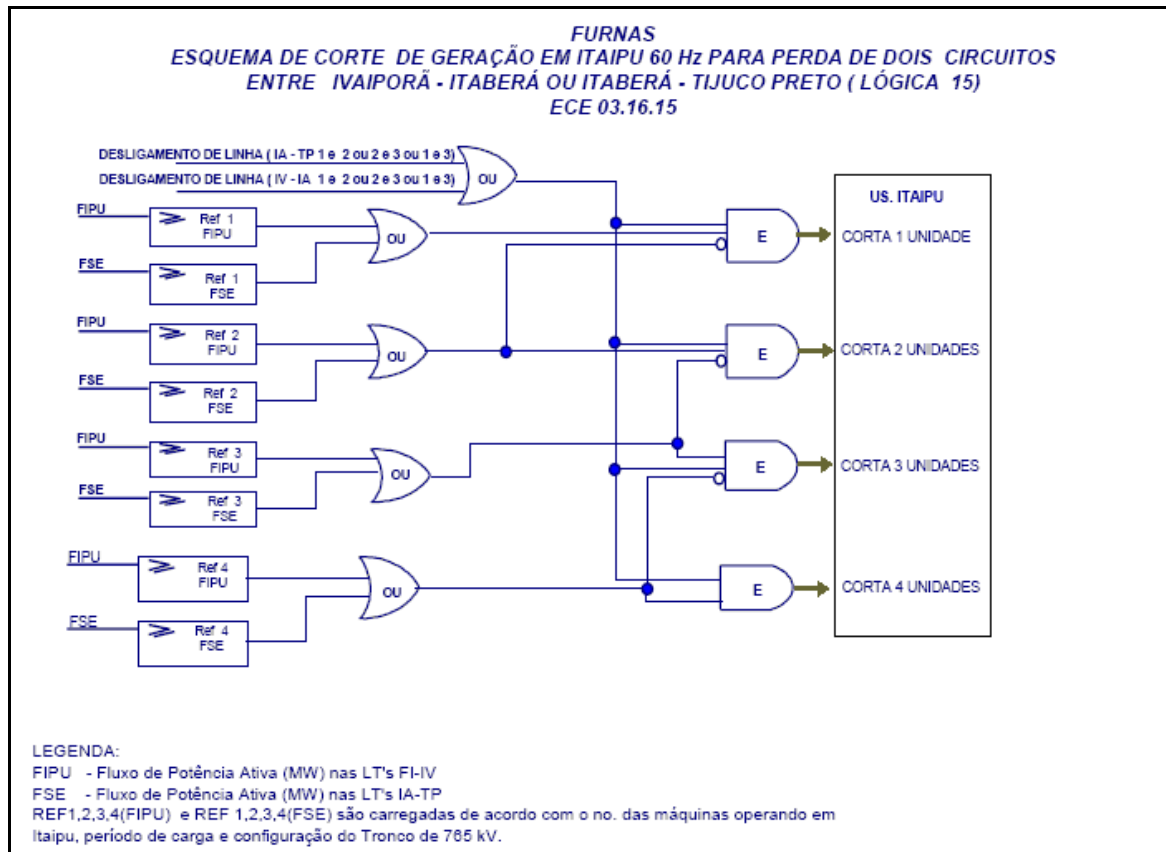 FURNAS
ESQUEMA DE CORTE DE GERAÇÃO EM ITAIPU 60 Hz PARA PERDA DE DOIS CIRCUITOS
ENTRE IVAIPORÃ - ITABERÁ OU ITABERÁ - TIJUCO PRETO ( LÓGICA 15)
ECE 03.16.15
DESLIGAMENTO DE LINHA ( IA - TP 1 e 2 ou 2 e 3 ou 1 e 3)
DESLIGAMENTO DE LINHA ( IV - IA 1 e 2 ou 2 e 3 ou 1 e 3)
OU
US. ITAIPU
FIPU
≥ Ref 1
FIPU
OU
E
CORTA 1 UNIDADE
FSE
≥ Ref 1
FSE
FIPU
≥ Ref 2
FIPU
OU
E
CORTA 2 UNIDADES
FSE
≥ Ref 2
FSE
FIPU
≥ Ref 3
FIPU
OU
E
CORTA 3 UNIDADES
FSE
≥ Ref 3
FSE
FIPU
≥ Ref 4
FIPU
OU
E
CORTA 4 UNIDADES
FSE
≥ Ref 4
FSE
LEGENDA:
FIPU - Fluxo de Potência Ativa (MW) nas LT's FI-IV
FSE - Fluxo de Potência Ativa (MW) nas LT's IA-TP
REF1,2,3,4(FIPU) e REF 1,2,3,4(FSE) são carregadas de acordo com o no. das máquinas operando em
Itaipu, período de carga e configuração do Tronco de 765 kV.